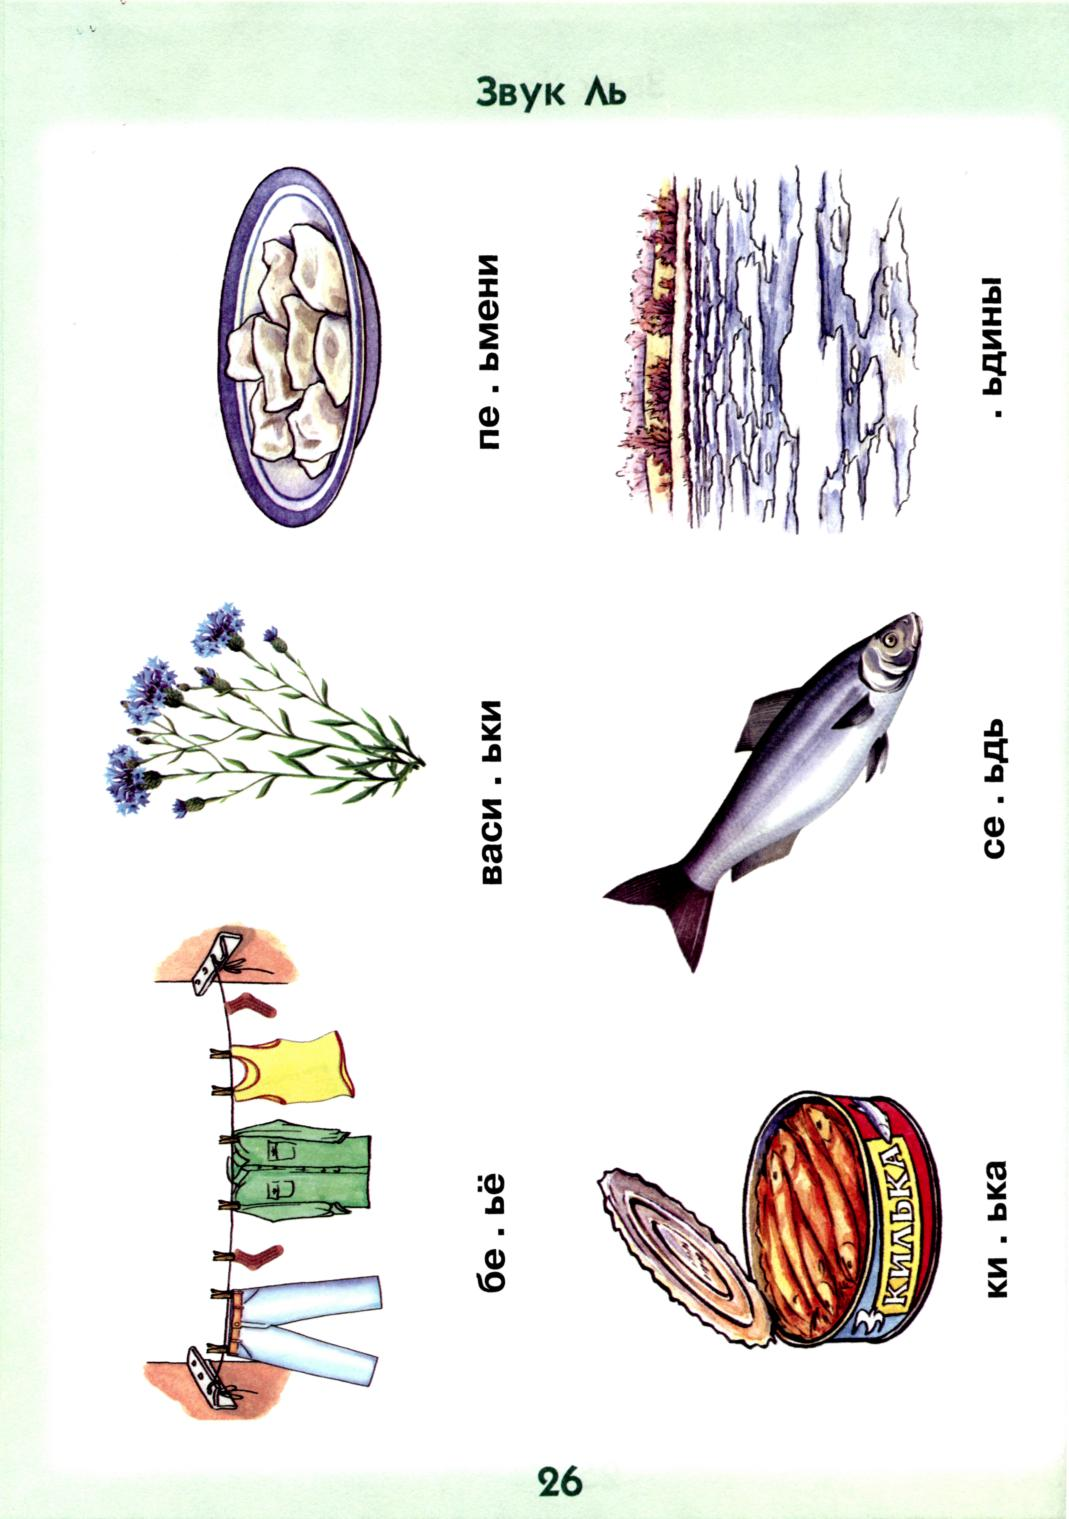 Звук Ль
бе . ьё
васи . ьки
пе . ьмени
КИЛЬКА
ки . ька
се . ьдь
. ьдины
26